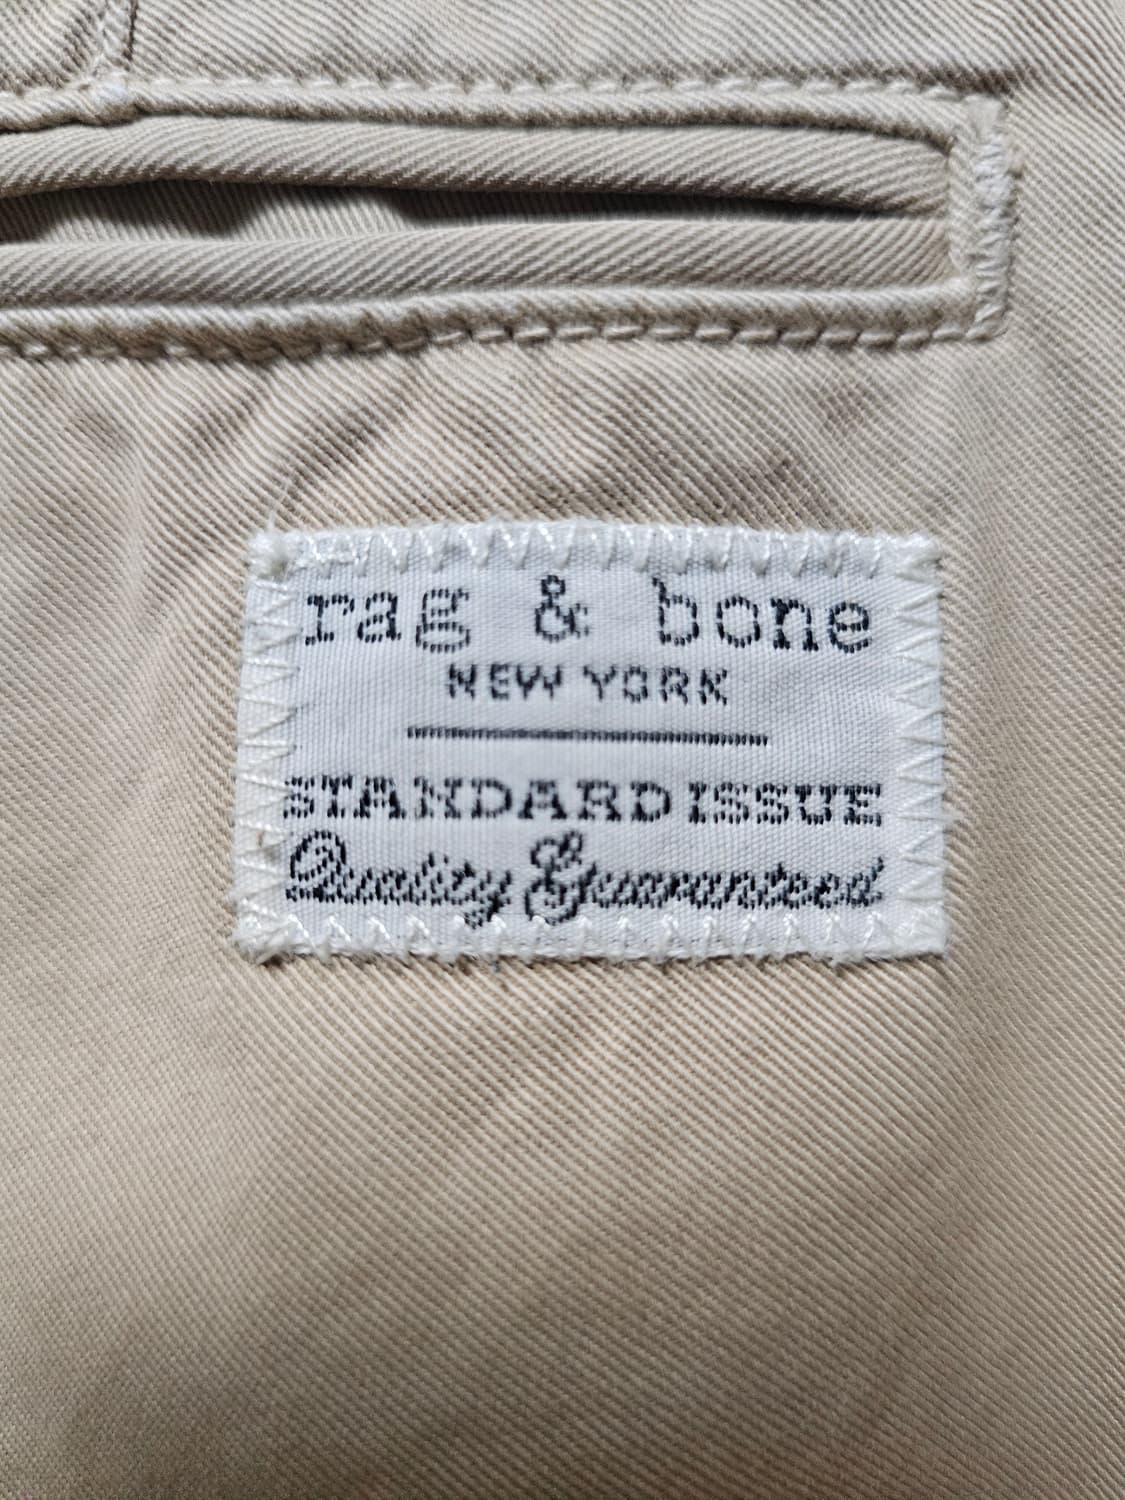 rag & bone
NEW YORK
STANDARD ISSUE
Quality Guaranteed